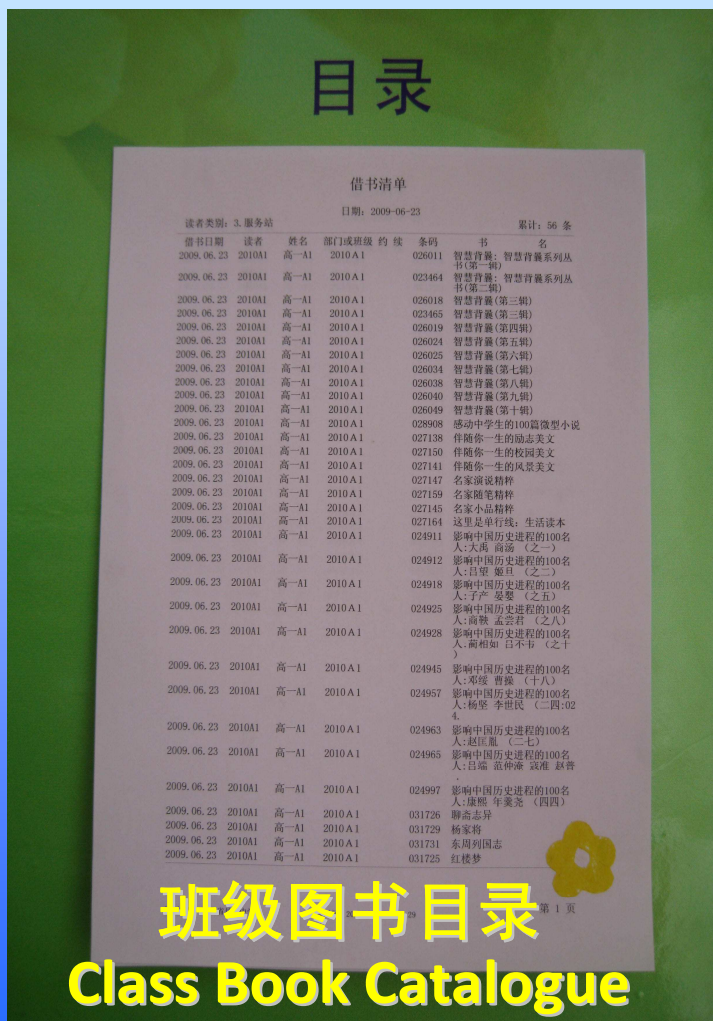 目录
借书清单
日期: 2009-06-23
读者类别: 3.服务站 累计: 56 条
借书日期 读者 姓名 部门或班级 约 续 条码 书 名
2009.06.23 2010A1 高一A1 2010A1 026011 智慧背囊: 智慧背囊系列丛
书(第一辑)
2009.06.23 2010A1 高一A1 2010A1 023464 智慧背囊: 智慧背囊系列丛
书(第二辑)
2009.06.23 2010A1 高一A1 2010A1 026018 智慧背囊(第三辑)
2009.06.23 2010A1 高一A1 2010A1 023465 智慧背囊(第三辑)
2009.06.23 2010A1 高一A1 2010A1 026019 智慧背囊(第四辑)
2009.06.23 2010A1 高一A1 2010A1 026024 智慧背囊(第五辑)
2009.06.23 2010A1 高一A1 2010A1 026025 智慧背囊(第六辑)
2009.06.23 2010A1 高一A1 2010A1 026034 智慧背囊(第七辑)
2009.06.23 2010A1 高一A1 2010A1 026038 智慧背囊(第八辑)
2009.06.23 2010A1 高一A1 2010A1 026040 智慧背囊(第九辑)
2009.06.23 2010A1 高一A1 2010A1 026049 智慧背囊(第十辑)
2009.06.23 2010A1 高一A1 2010A1 028908 感动中学生的100篇微型小说
2009.06.23 2010A1 高一A1 2010A1 027138 伴随你一生的励志美文
2009.06.23 2010A1 高一A1 2010A1 027150 伴随你一生的校园美文
2009.06.23 2010A1 高一A1 2010A1 027141 伴随你一生的风景美文
2009.06.23 2010A1 高一A1 2010A1 027147 名家演说精粹
2009.06.23 2010A1 高一A1 2010A1 027159 名家随笔精粹
2009.06.23 2010A1 高一A1 2010A1 027145 名家小品精粹
2009.06.23 2010A1 高一A1 2010A1 027164 这里是单行线: 生活读本
2009.06.23 2010A1 高一A1 2010A1 024911 影响中国历史进程的100名
人:大禹 商汤 (之一)
2009.06.23 2010A1 高一A1 2010A1 024912 影响中国历史进程的100名
人:吕望 姬旦 (之二)
2009.06.23 2010A1 高一A1 2010A1 024918 影响中国历史进程的100名
人:子产 晏婴 (之五)
2009.06.23 2010A1 高一A1 2010A1 024925 影响中国历史进程的100名
人:商鞅 孟尝君 (之八)
2009.06.23 2010A1 高一A1 2010A1 024928 影响中国历史进程的100名
人:蔺相如 吕不韦 (之十
)
2009.06.23 2010A1 高一A1 2010A1 024945 影响中国历史进程的100名
人:邓绥 曹操 (十八)
2009.06.23 2010A1 高一A1 2010A1 024957 影响中国历史进程的100名
人:杨坚 李世民 (二四:02
4.
2009.06.23 2010A1 高一A1 2010A1 024963 影响中国历史进程的100名
人:赵匡胤 (二七)
2009.06.23 2010A1 高一A1 2010A1 024965 影响中国历史进程的100名
人:吕端 范仲淹 寇准 赵普
.
2009.06.23 2010A1 高一A1 2010A1 024997 影响中国历史进程的100名
人:康熙 年羹尧 (四四)
2009.06.23 2010A1 高一A1 2010A1 031726 聊斋志异
2009.06.23 2010A1 高一A1 2010A1 031729 杨家将
2009.06.23 2010A1 高一A1 2010A1 031731 东周列国志
2009.06.23 2010A1 高一A1 2010A1 031725 红楼梦
第 1 页
班级图书目录
Class Book Catalogue